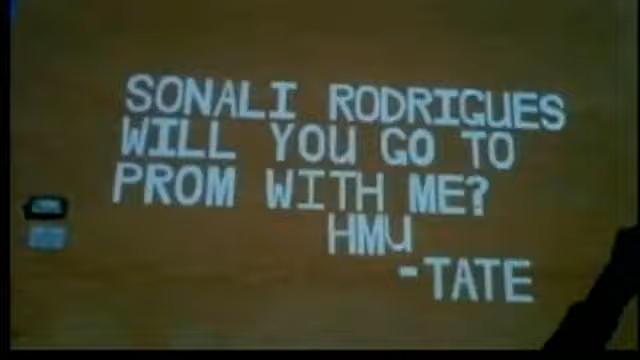 SONALI RODRIGUES
WILL YOU GO TO
PROM WITH ME?
HMU
-TATE